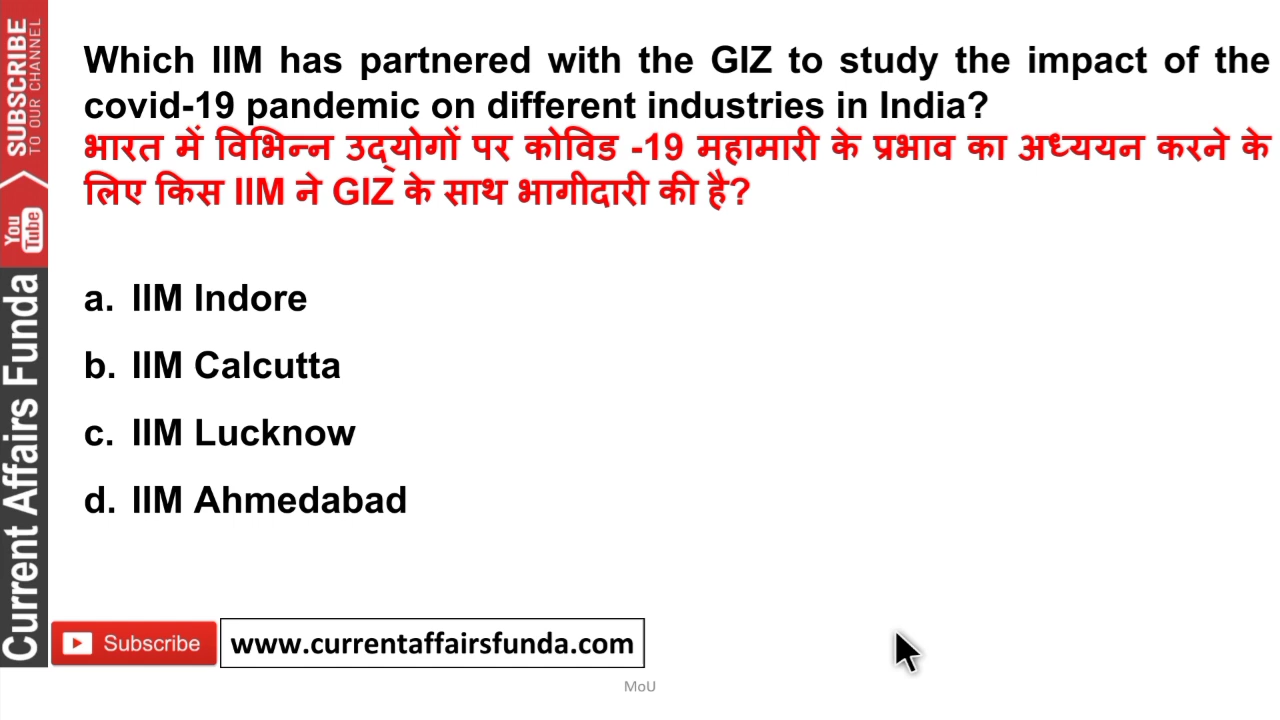 Which IIM has partnered with the GIZ to study the impact of the
covid-19 pandemic on different industries in India?
भारत में विभिन्न उद्योगों पर कोविड -19 महामारी के प्रभाव का अध्ययन करने के
लिए किस IIM ने GIZ के साथ भागीदारी की है?
a. IIM Indore
b. IIM Calcutta
c. IIM Lucknow
d. IIM Ahmedabad
Subscribe
www.currentaffairsfunda.com
MoU
SUBSCRIBE
TO OUR CHANNEL
You
Tube
Current Affairs Funda